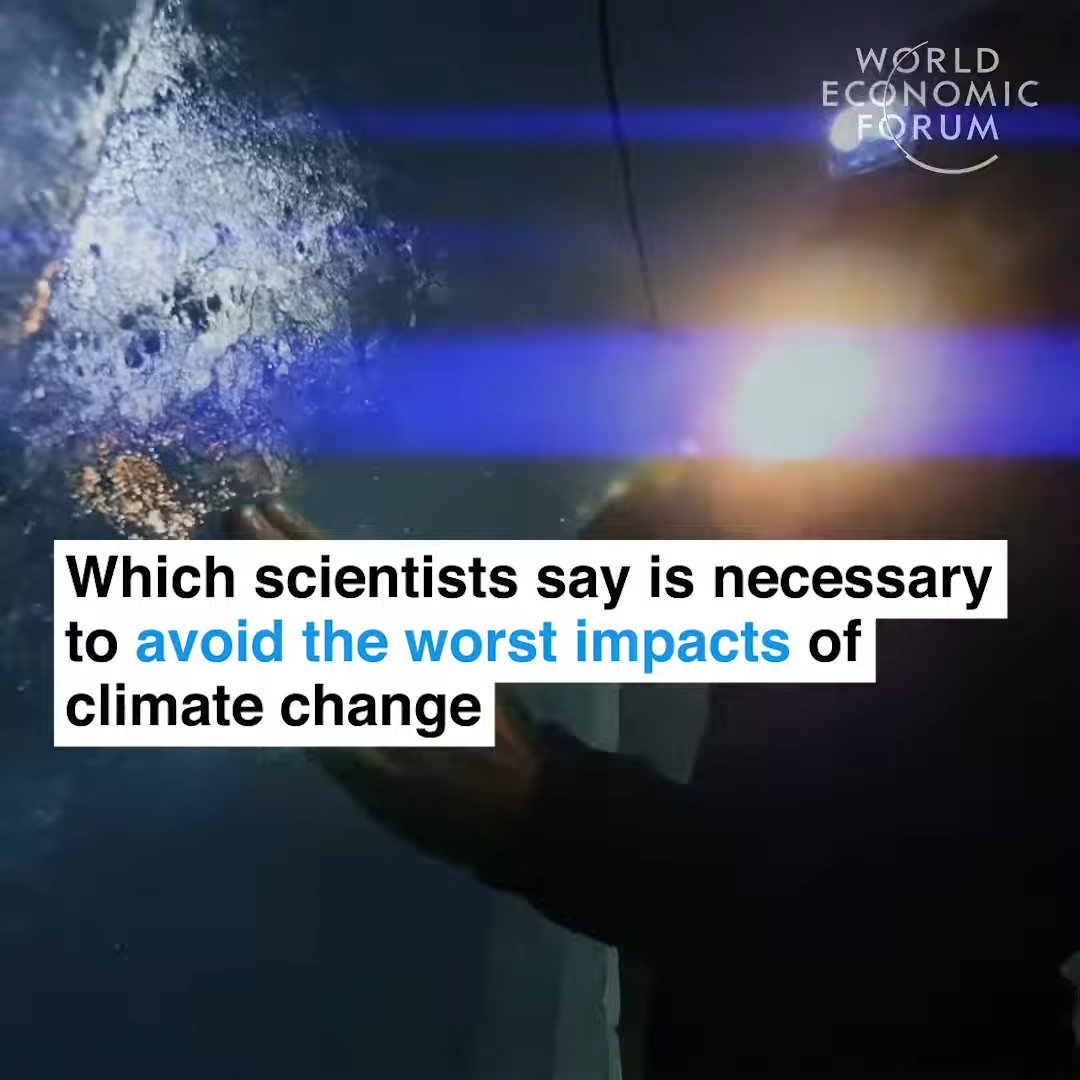 WORLD
ECONOMIC
FORUM
Which scientists say is necessary
to avoid the worst impacts of
climate change